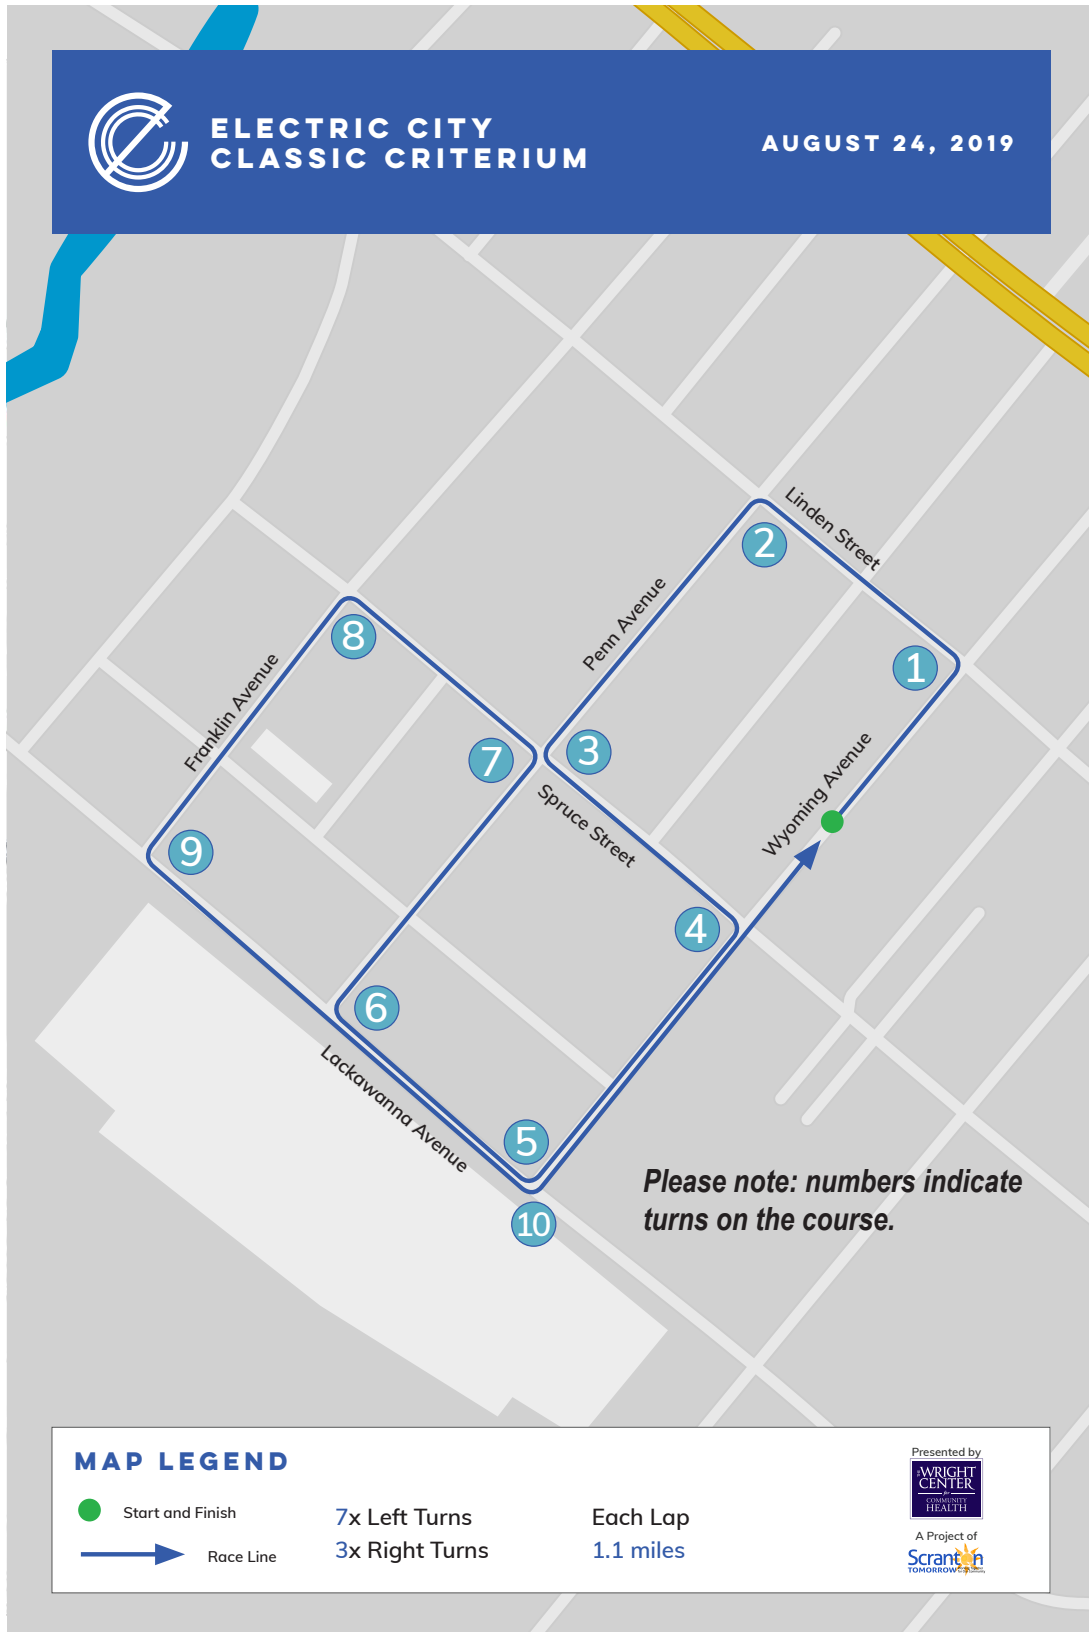 ELECTRIC CITY
CLASSIC CRITERIUM
AUGUST 24, 2019
Linden Street
2
Penn Avenue
1
8
Franklin Avenue
7
3
Wyoming Avenue
Spruce Street
9
4
6
Lackawanna Avenue
5
10
Please note: numbers indicate
turns on the course.
MAP LEGEND
Start and Finish
Race Line
7x Left Turns
3x Right Turns
Each Lap
1.1 miles
Presented by
THE WRIGHT
CENTER
for
COMMUNITY
HEALTH
A Project of
Scranton
TOMORROW